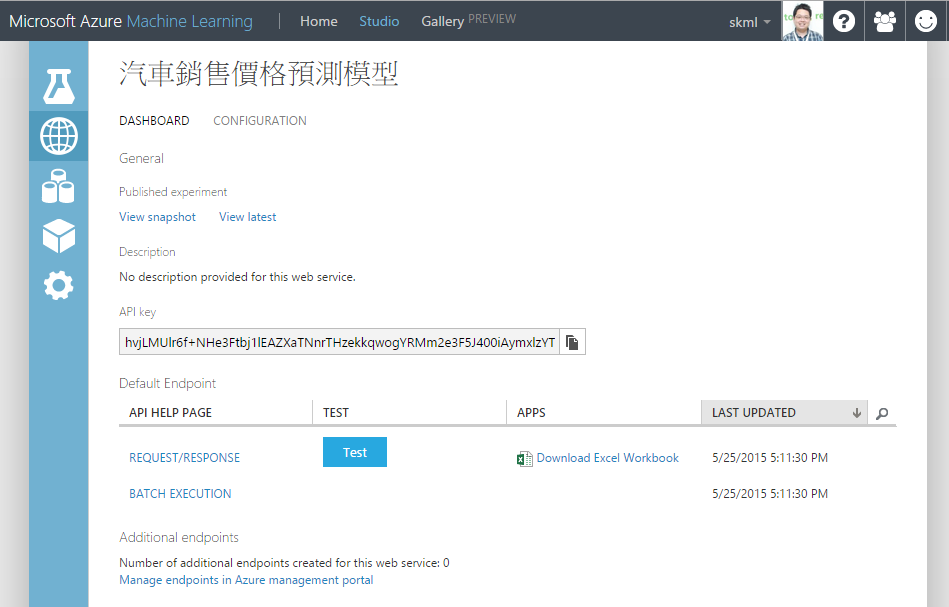 Microsoft Azure Machine Learning | Home Studio Gallery PREVIEW skml
汽車銷售價格預測模型
DASHBOARD CONFIGURATION
General
Published experiment
View snapshot View latest
Description
No description provided for this web service.
API key
hvjLMUlr6f+NHe3Ftbj1lEAZXaTNnrTHzekkqwogYRMm2e3F5J400iAymxlzYT
Default Endpoint
API HELP PAGE TEST APPS LAST UPDATED
REQUEST/RESPONSE Test Download Excel Workbook 5/25/2015 5:11:30 PM
BATCH EXECUTION 5/25/2015 5:11:30 PM
Additional endpoints
Number of additional endpoints created for this web service: 0
Manage endpoints in Azure management portal